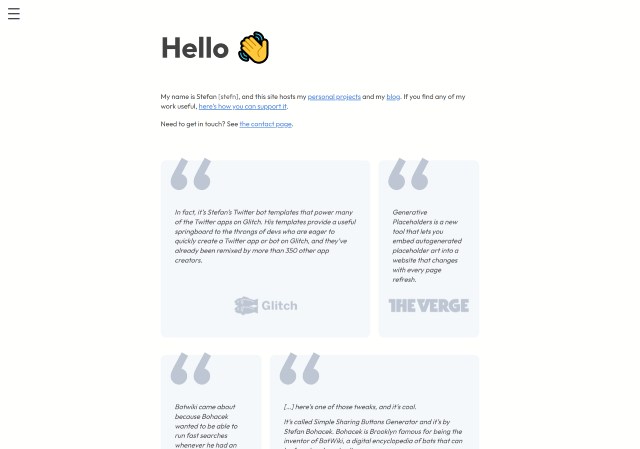 Hello
My name is Stefan [stefn], and this site hosts my personal projects and my blog. If you find any of my
work useful, here's how you can support it.
Need to get in touch? See the contact page.
In fact, it's Stefan's Twitter bot templates that power many
of the Twitter apps on Glitch. His templates provide a useful
springboard to the throngs of devs who are eager to
quickly create a Twitter app or bot on Glitch, and they've
already been remixed by more than 350 other app
creators.
Glitch
Generative
Placeholders is a new
tool that lets you
embed autogenerated
placeholder art into a
website that changes
with every page
refresh.
THE VERGE
Botwiki came about
because Bohacek
wanted to be able to
run fast searches
whenever he had an
[...] here's one of those tweaks, and it's cool.
It's called Simple Sharing Buttons Generator and it's by
Stefan Bohacek. Bohacek is Brooklyn famous for being the
inventor of BotWiki, a digital encyclopedia of bots that can